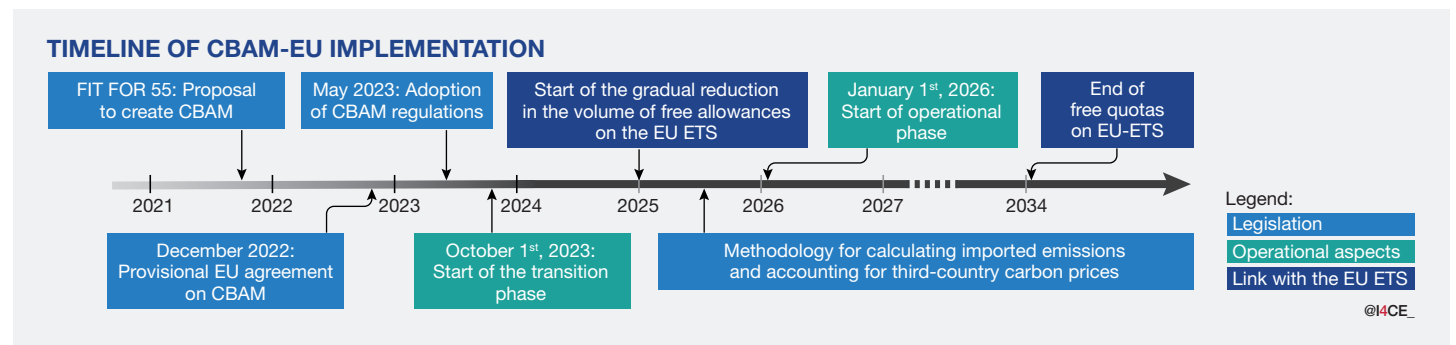 TIMELINE OF CBAM-EU IMPLEMENTATION
FIT FOR 55: Proposal
to create CBAM
May 2023: Adoption
of CBAM regulations
Start of the gradual reduction
in the volume of free allowances
on the EU ETS
January 1st, 2026:
Start of operational
phase
End of
free quotas
on EU-ETS
2021
2022
2023
2024
2025
2026
2027
2034
December 2022:
Provisional EU agreement
on CBAM
October 1st, 2023:
Start of the transition
phase
Methodology for calculating imported emissions
and accounting for third-country carbon prices
Legend:
Legislation
Operational aspects
Link with the EU ETS
@I4CE_